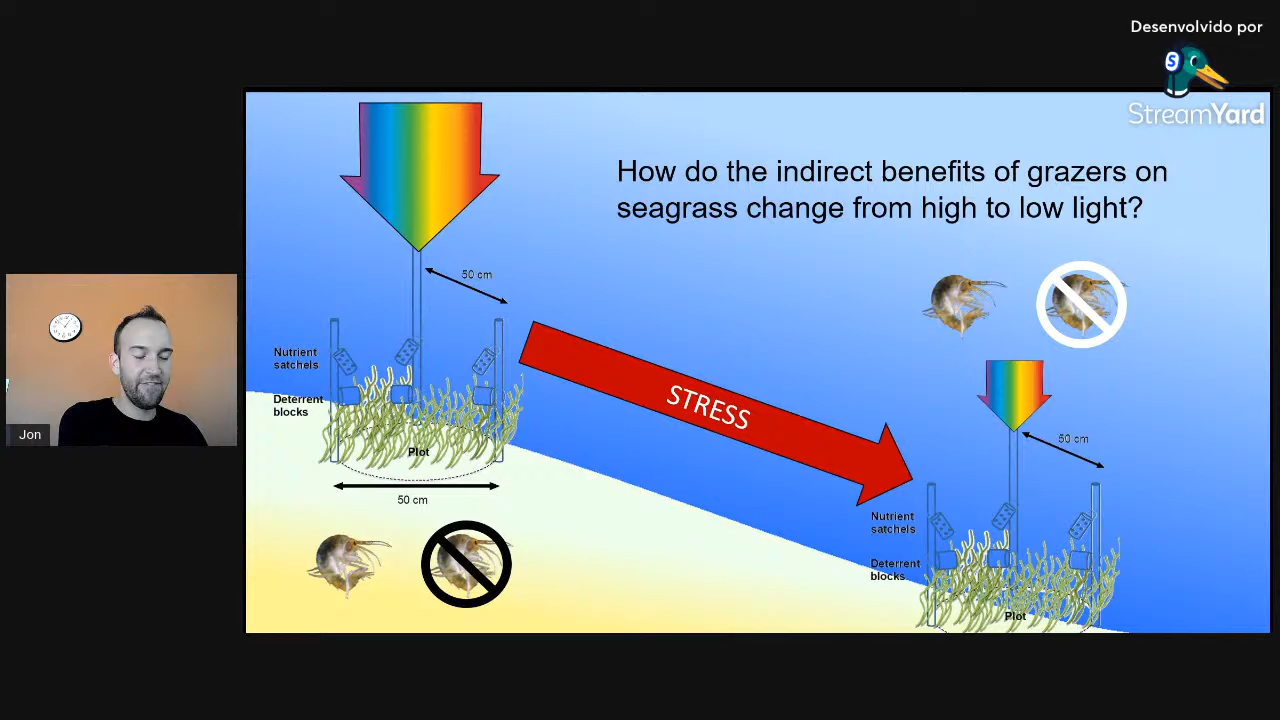 Desenvolvido por
StreamYard
How do the indirect benefits of grazers on
seagrass change from high to low light?
50 cm
Nutrient
satchels
Deterrent
blocks
Plot
50 cm
STRESS
50 cm
Nutrient
satchels
Deterrent
blocks
Plot
Jon
S